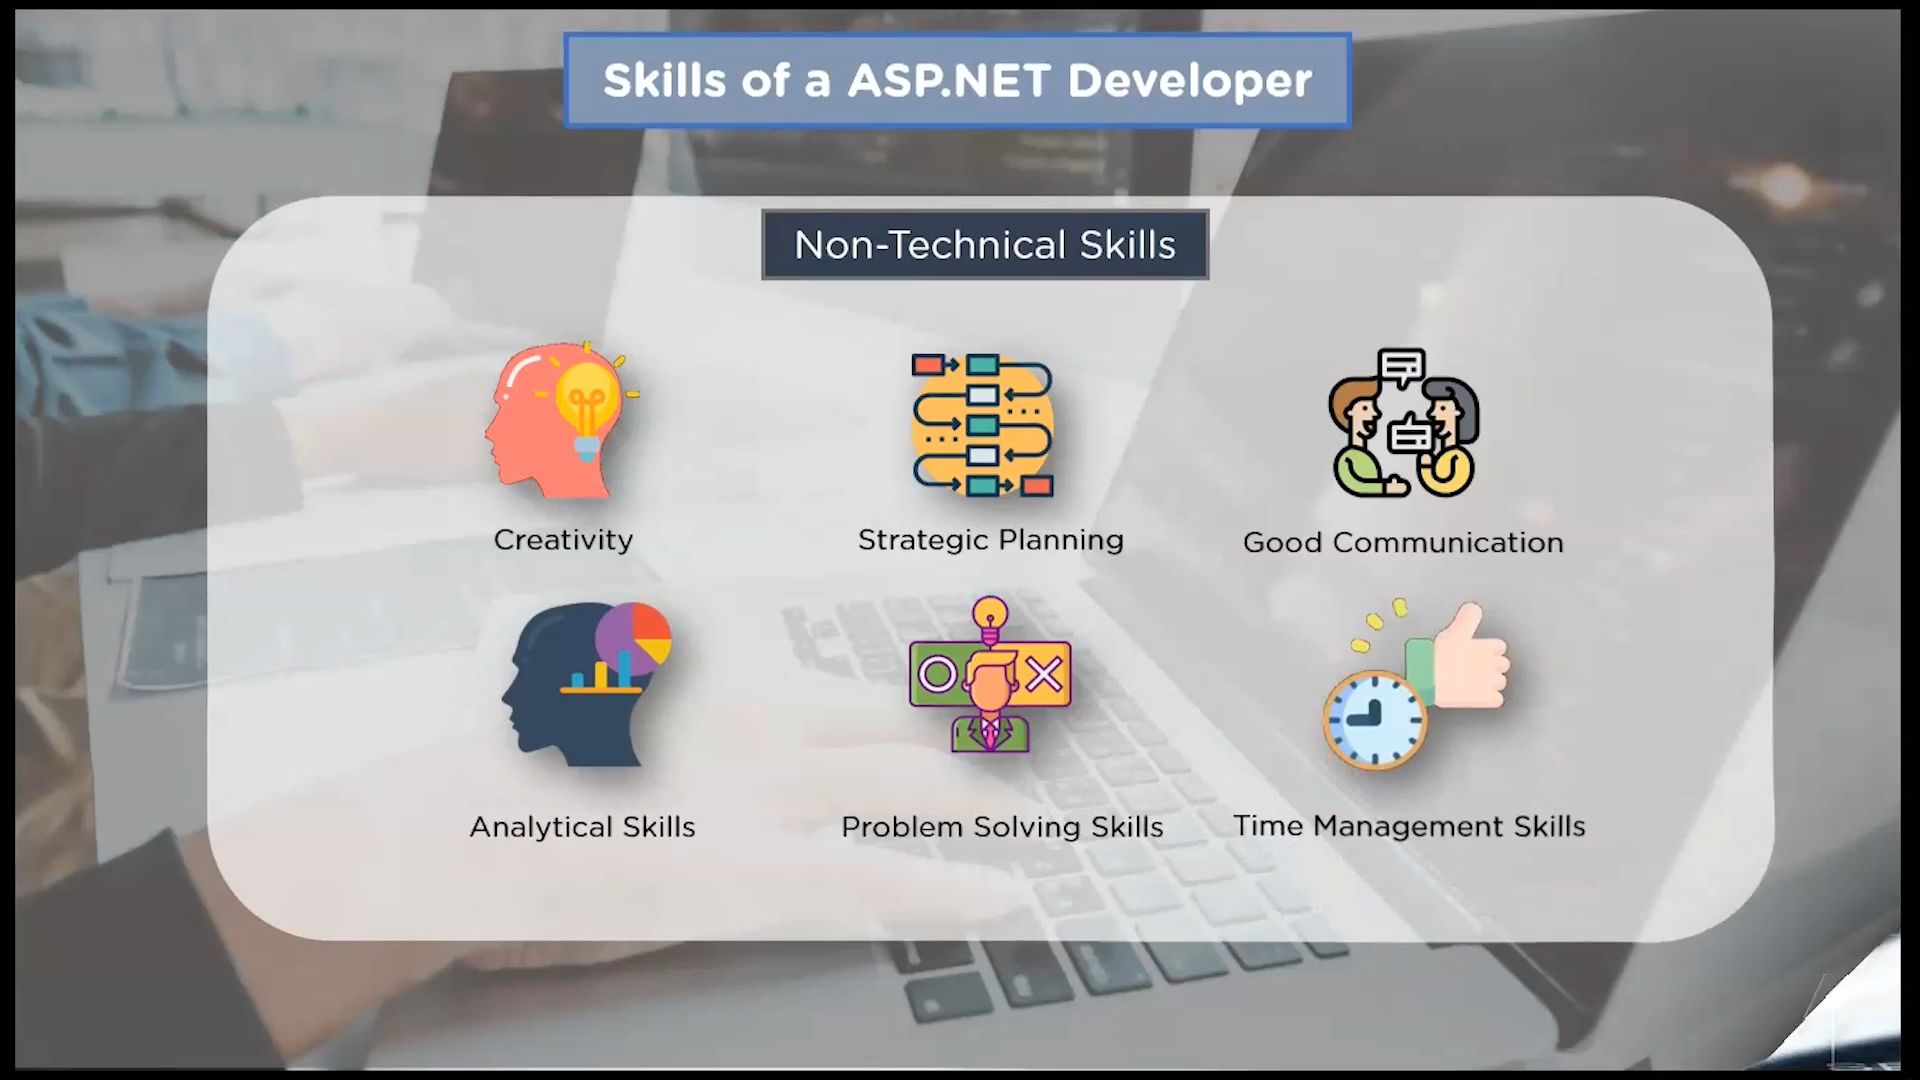 Skills of a ASP.NET Developer
Non-Technical Skills
Creativity
Strategic Planning
Good Communication
Analytical Skills
Problem Solving Skills
Time Management Skills